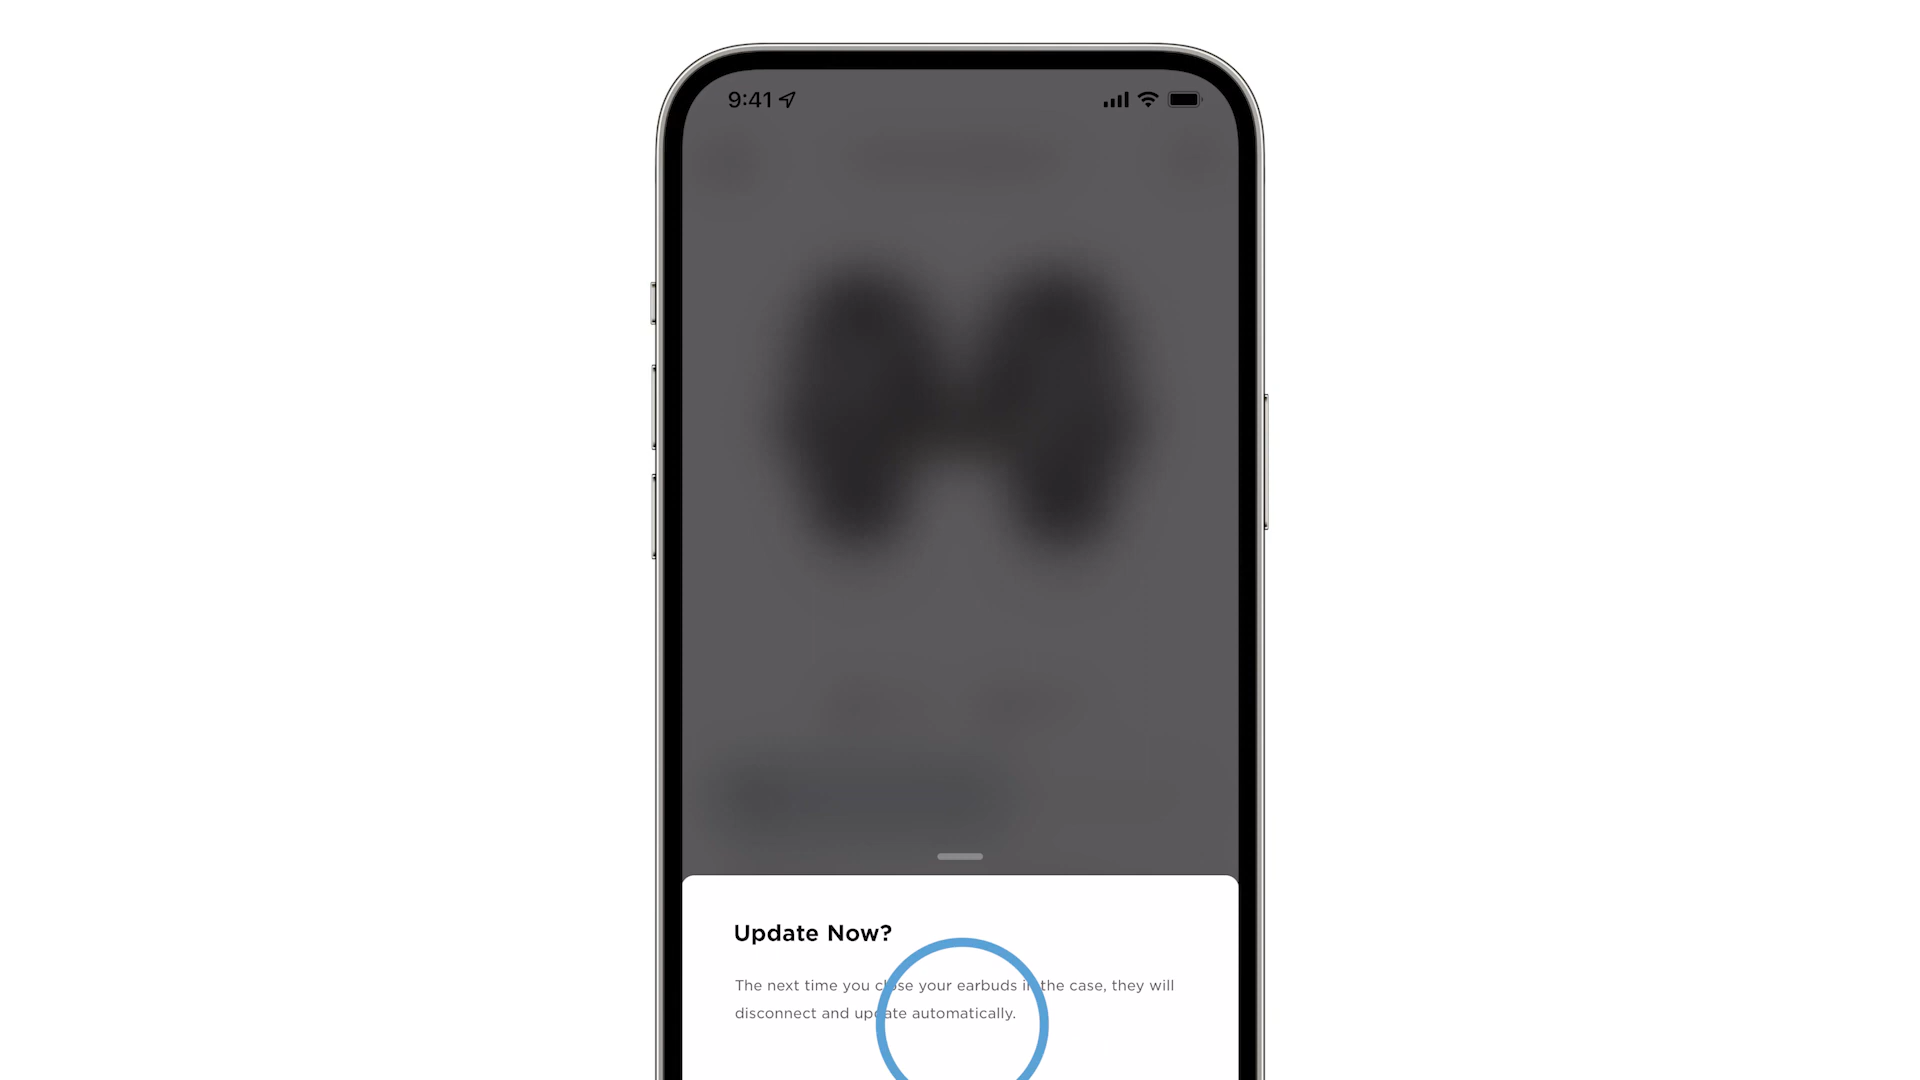 9:41
Update Now?
The next time you close your earbuds in the case, they will
disconnect and update automatically.